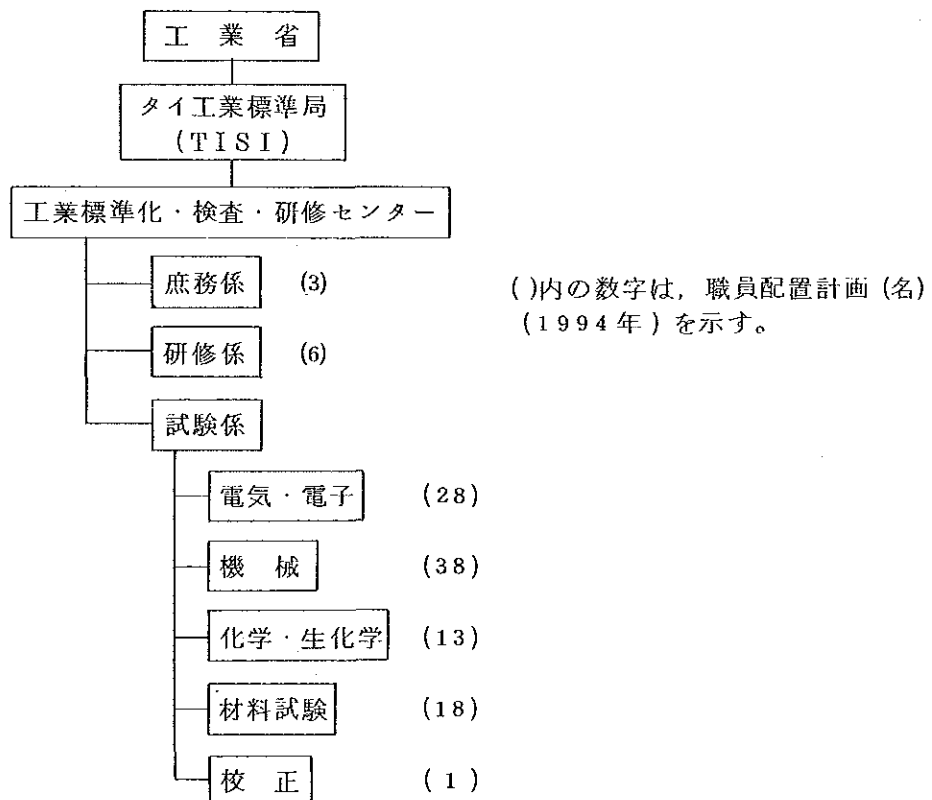 工業省
タイ工業標準局
(TISI)
工業標準化・検査・研修センター
庶務係 (3)
()内の数字は, 職員配置計画 (名)
(1994年) を示す。
研修係 (6)
試験係
電気・電子 (28)
機械 (38)
化学・生化学 (13)
材料試験 (18)
校正 (1)